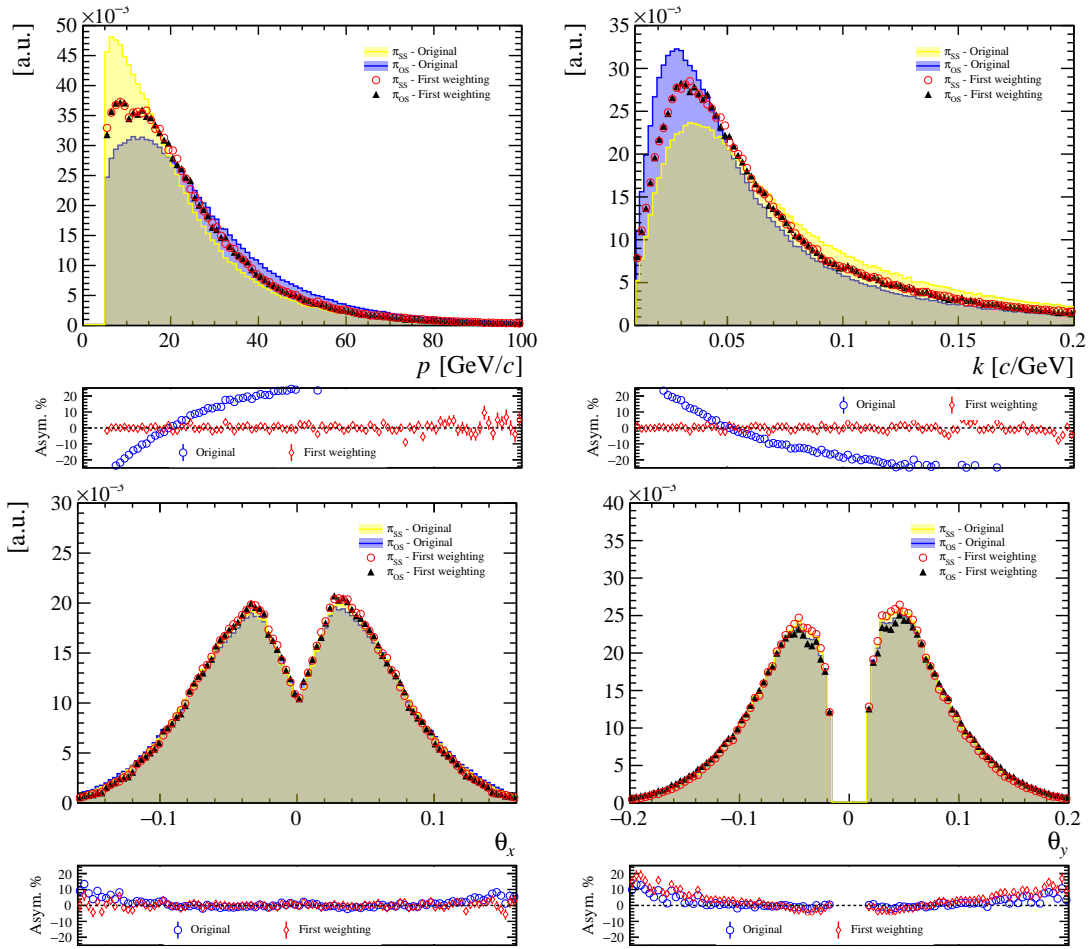 ×10⁻³
[a.u.]
50
45
40
35
30
25
20
15
10
5
0
π_SS - Original
π_OS - Original
π_SS - First weighting
π_OS - First weighting
0 20 40 60 80 100
p [GeV/c]
Asym. %
20
10
0
−10
−20
Original
First weighting
×10⁻³
[a.u.]
35
30
25
20
15
10
5
0
π_SS - Original
π_OS - Original
π_SS - First weighting
π_OS - First weighting
0.05 0.1 0.15 0.2
k [c/GeV]
Asym. %
20
10
0
−10
−20
Original
First weighting
×10⁻³
[a.u.]
30
25
20
15
10
5
0
π_SS - Original
π_OS - Original
π_SS - First weighting
π_OS - First weighting
−0.1 0 0.1
θ_x
Asym. %
20
10
0
−10
−20
Original
First weighting
×10⁻³
40
35
30
25
20
15
10
5
0
π_SS - Original
π_OS - Original
π_SS - First weighting
π_OS - First weighting
−0.2 −0.1 0 0.1 0.2
θ_y
Asym. %
20
10
0
−10
−20
Original
First weighting